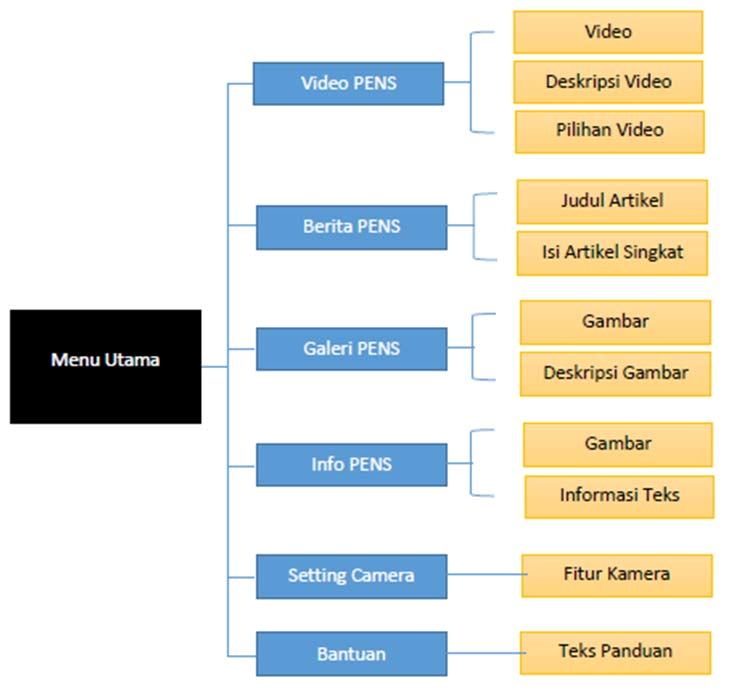 Menu Utama
Video PENS
Video
Deskripsi Video
Pilihan Video
Berita PENS
Judul Artikel
Isi Artikel Singkat
Galeri PENS
Gambar
Deskripsi Gambar
Info PENS
Gambar
Informasi Teks
Setting Camera
Fitur Kamera
Bantuan
Teks Panduan